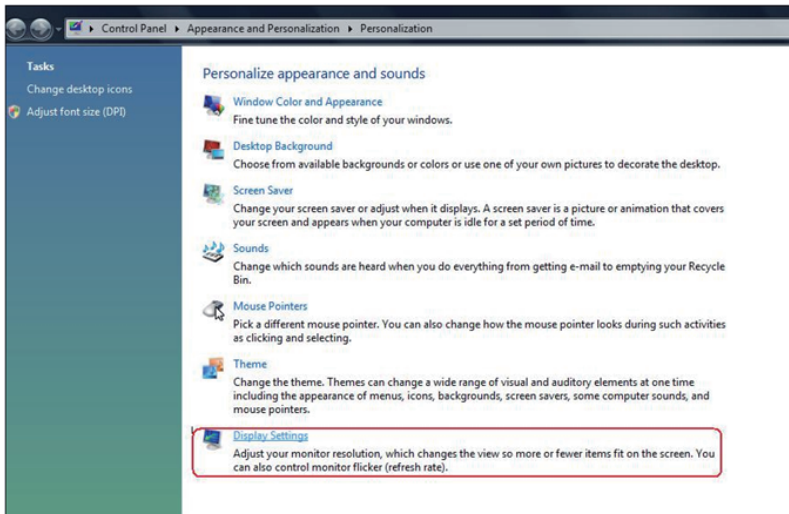 Control Panel ▸ Appearance and Personalization ▸ Personalization
Tasks
Change desktop icons
Adjust font size (DPI)
Personalize appearance and sounds
Window Color and Appearance
Fine tune the color and style of your windows.
Desktop Background
Choose from available backgrounds or colors or use one of your own pictures to decorate the desktop.
Screen Saver
Change your screen saver or adjust when it displays. A screen saver is a picture or animation that covers
your screen and appears when your computer is idle for a set period of time.
Sounds
Change which sounds are heard when you do everything from getting e-mail to emptying your Recycle
Bin.
Mouse Pointers
Pick a different mouse pointer. You can also change how the mouse pointer looks during such activities
as clicking and selecting.
Theme
Change the theme. Themes can change a wide range of visual and auditory elements at one time
including the appearance of menus, icons, backgrounds, screen savers, some computer sounds, and
mouse pointers.
Display Settings
Adjust your monitor resolution, which changes the view so more or fewer items fit on the screen. You
can also control monitor flicker (refresh rate).